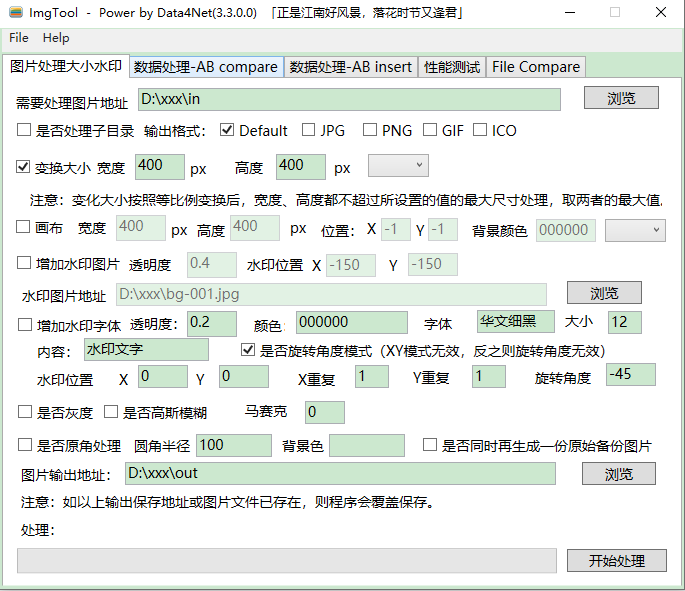 ImgTool - Power by Data4Net(3.3.0.0) 「正是江南好风景，落花时节又逢君」
File Help
图片处理大小水印 数据处理-AB compare 数据处理-AB insert 性能测试 File Compare
需要处理图片地址 D:\xxx\in 浏览
是否处理子目录 输出格式： Default JPG PNG GIF ICO
变换大小 宽度 400 px 高度 400 px
注意：变化大小按照等比例变换后，宽度、高度都不超过所设置的值的最大尺寸处理，取两者的最大值.
画布 宽度 400 px 高度 400 px 位置： X -1 Y -1 背景颜色 000000
增加水印图片 透明度 0.4 水印位置 X -150 Y -150
水印图片地址 D:\xxx\bg-001.jpg 浏览
增加水印字体 透明度： 0.2 颜色: 000000 字体 华文细黑 大小 12
内容： 水印文字 是否旋转角度模式（XY模式无效，反之则旋转角度无效）
水印位置 X 0 Y 0 X重复 1 Y重复 1 旋转角度 -45
是否灰度 是否高斯模糊 马赛克 0
是否原角处理 圆角半径 100 背景色 是否同时再生成一份原始备份图片
图片输出地址： D:\xxx\out 浏览
注意：如以上输出保存地址或图片文件已存在，则程序会覆盖保存。
处理：
开始处理